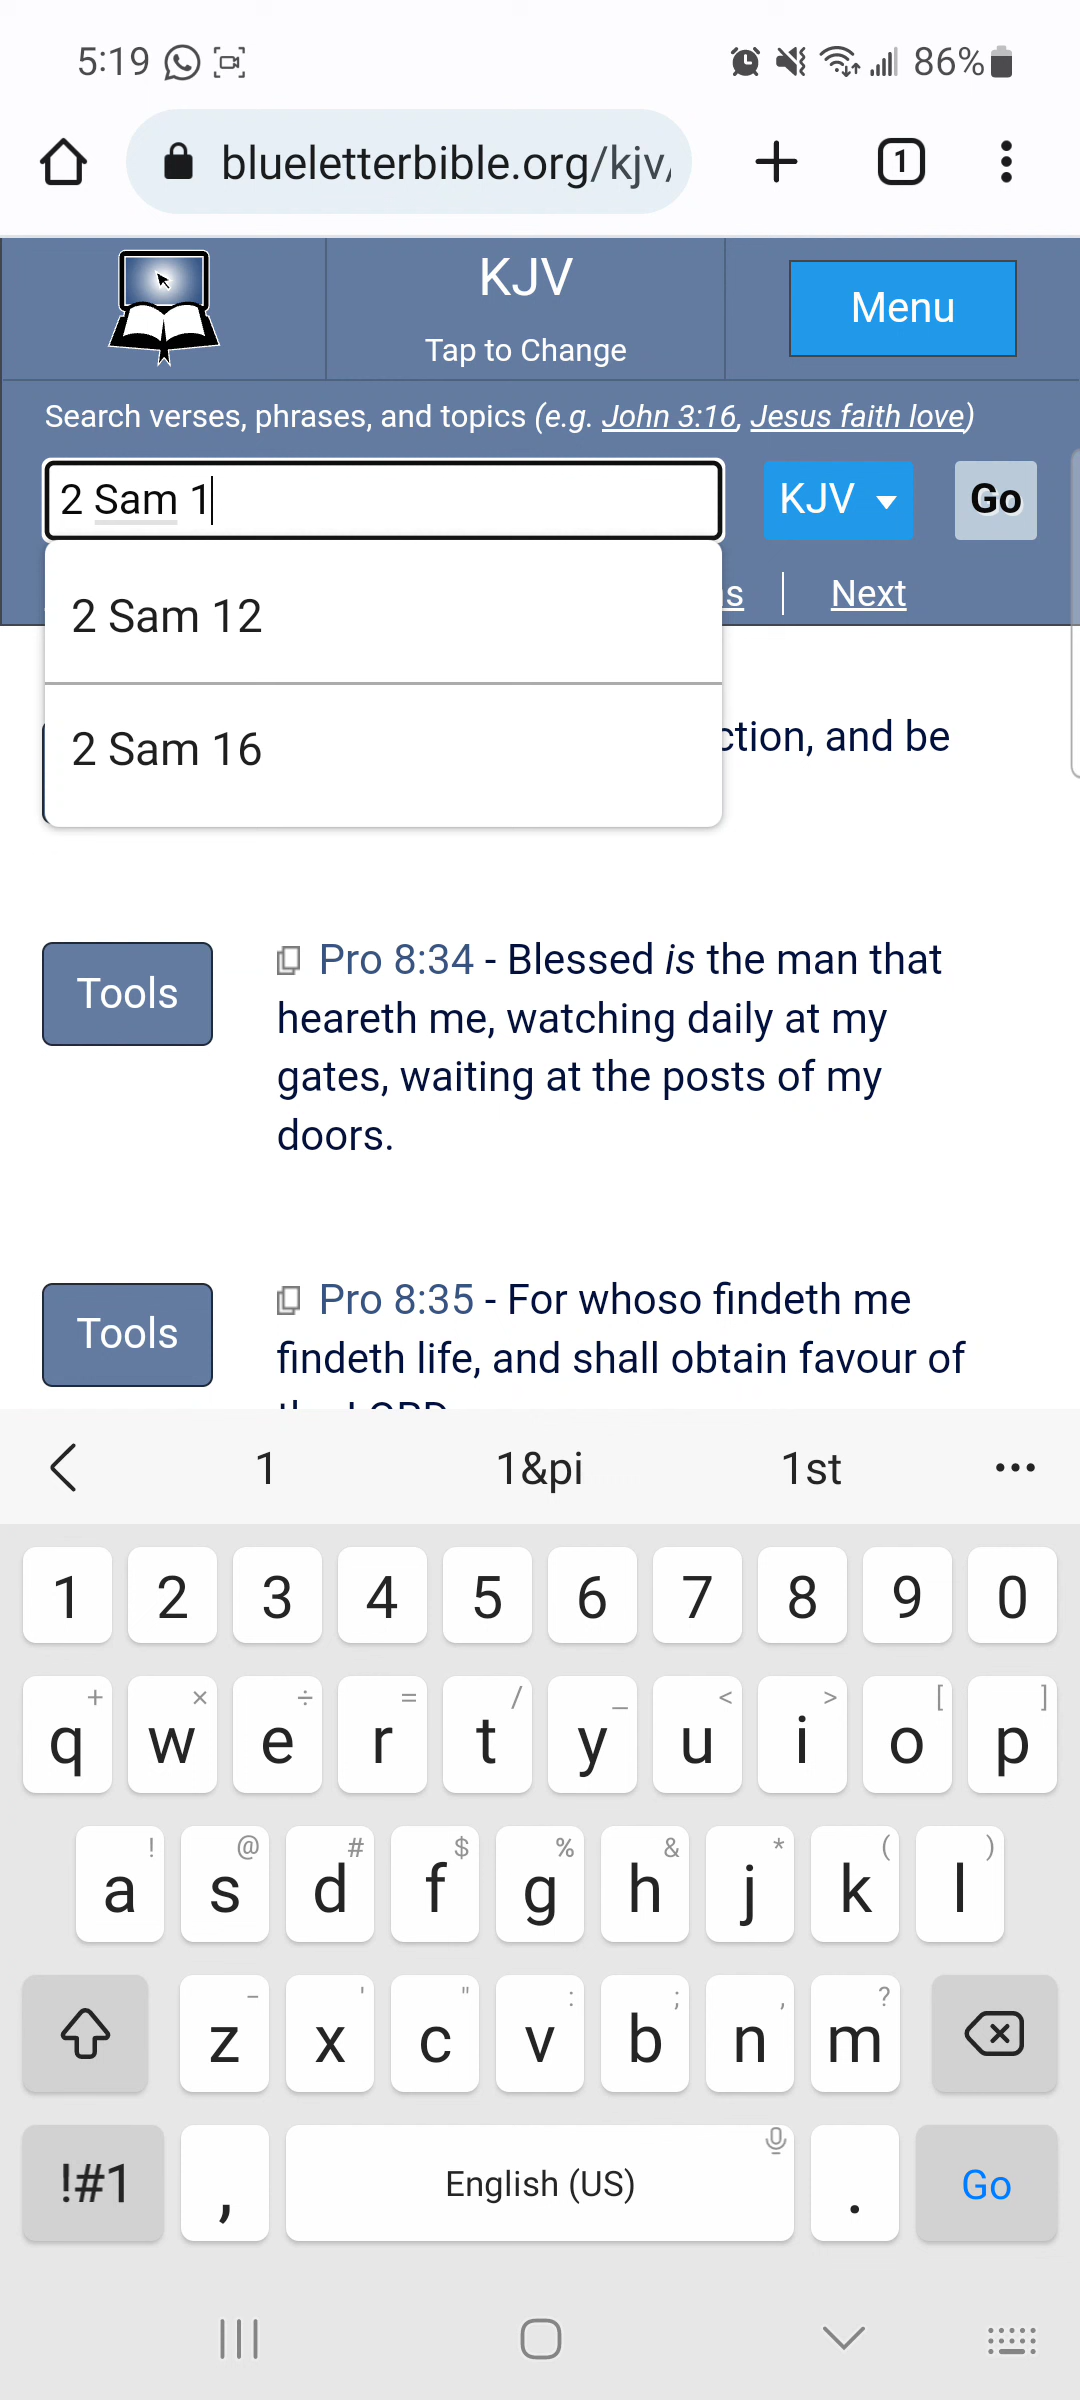 5:19 86%
blueletterbible.org/kjv/ 1
KJV
Tap to Change
Menu
Search verses, phrases, and topics (e.g. John 3:16, Jesus faith love)
2 Sam 1 KJV Go
s | Next
2 Sam 12
2 Sam 16
ction, and be
Tools
Pro 8:34 - Blessed is the man that
heareth me, watching daily at my
gates, waiting at the posts of my
doors.
Tools
Pro 8:35 - For whoso findeth me
findeth life, and shall obtain favour of
the LORD
1 1&pi 1st ...
1 2 3 4 5 6 7 8 9 0
+ × ÷ = / _ < > [ ]
q w e r t y u i o p
! @ # $ % & * ( )
a s d f g h j k l
- ' " : ; , ?
z x c v b n m
!#1 , English (US) . Go